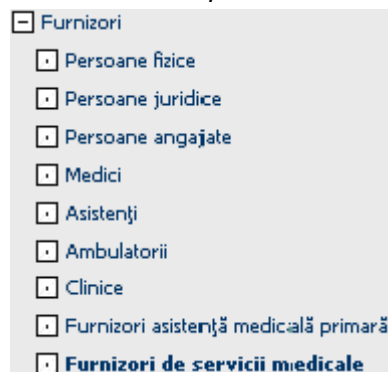 Furnizori
Persoane fizice
Persoane juridice
Persoane angajate
Medici
Asistenţi
Ambulatorii
Clinice
Furnizori asistenţă medicală primară
Furnizori de servicii medicale